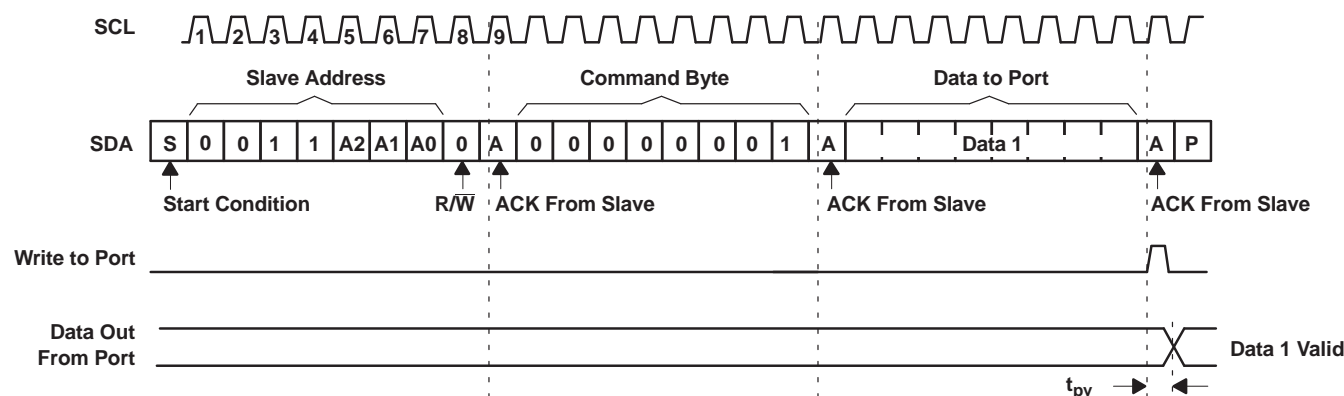 SCL 1 2 3 4 5 6 7 8 9
Slave Address Command Byte Data to Port
SDA S 0 0 1 1 A2 A1 A0 0 A 0 0 0 0 0 0 0 1 A Data 1 A P
Start Condition R/W̅ ACK From Slave ACK From Slave ACK From Slave
Write to Port
Data Out
From Port
Data 1 Valid
tpv